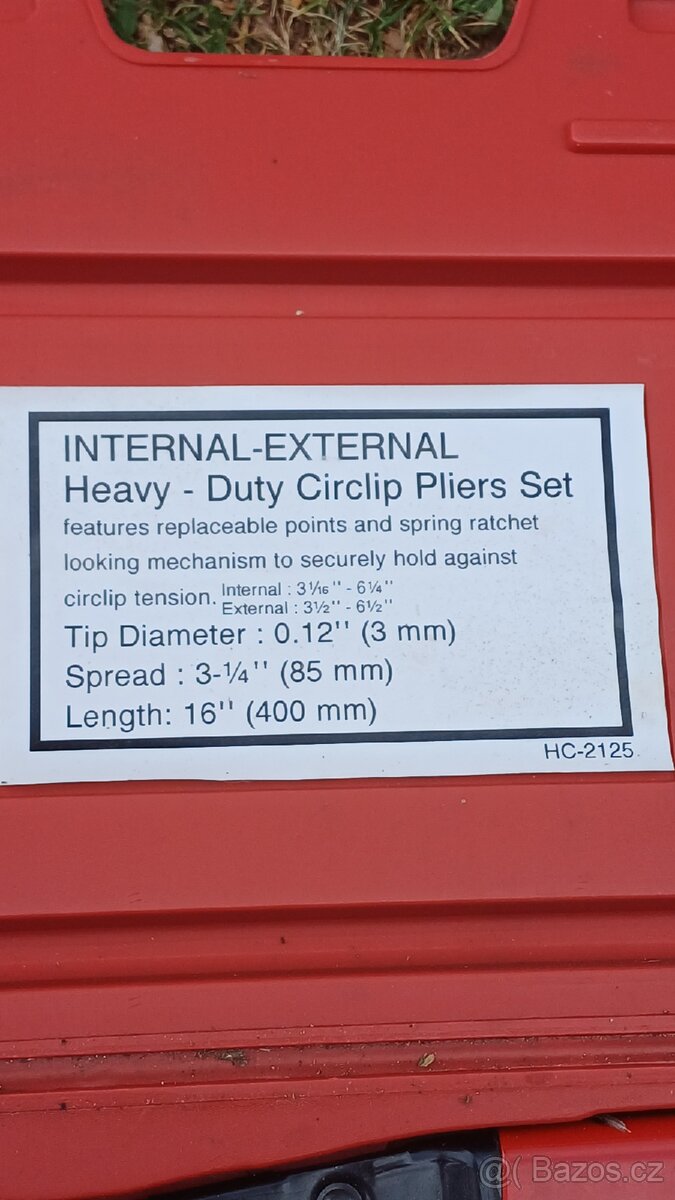 INTERNAL-EXTERNAL
Heavy - Duty Circlip Pliers Set
features replaceable points and spring ratchet
looking mechanism to securely hold against
circlip tension. Internal : 3 1/16'' - 6 1/4''
External : 3 1/2'' - 6 1/2''
Tip Diameter : 0.12'' (3 mm)
Spread : 3-1/4'' (85 mm)
Length: 16'' (400 mm)
HC-2125
@( Bazos.cz